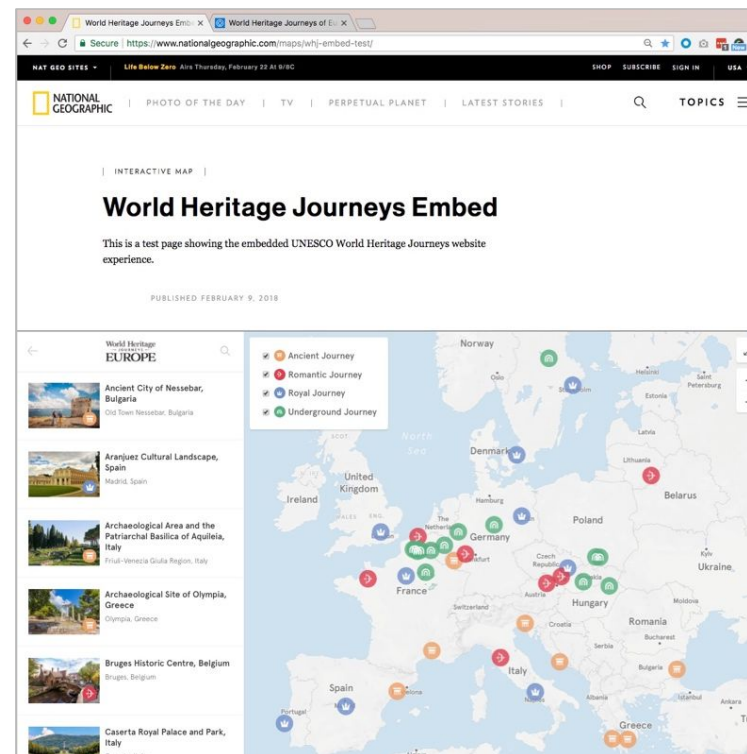 World Heritage Journeys Emb
World Heritage Journeys of Eu
Secure | https://www.nationalgeographic.com/maps/whj-embed-test/
New
NAT GEO SITES
Life Below Zero Airs Thursday, February 22 At 9/8C
SHOP SUBSCRIBE SIGN IN USA
NATIONAL
GEOGRAPHIC
PHOTO OF THE DAY | TV | PERPETUAL PLANET | LATEST STORIES |
TOPICS
| INTERACTIVE MAP |
World Heritage Journeys Embed
This is a test page showing the embedded UNESCO World Heritage Journeys website
experience.
PUBLISHED FEBRUARY 9, 2018
World Heritage
JOURNEYS
EUROPE
Ancient City of Nessebar,
Bulgaria
Old Town Nessebar, Bulgaria
Aranjuez Cultural Landscape,
Spain
Madrid, Spain
Archaeological Area and the
Patriarchal Basilica of Aquileia,
Italy
Friuli-Venezia Giulia Region, Italy
Archaeological Site of Olympia,
Greece
Olympia, Greece
Bruges Historic Centre, Belgium
Bruges, Belgium
Caserta Royal Palace and Park,
Italy
Ancient Journey
Romantic Journey
Royal Journey
Underground Journey
Norway
Oslo
Helsinki
Saint
Petersburg
Estonia
SCOT.
North
Sea
Latvia
Denmark
Lithuania
United
Kingdom
Ireland
Hamburg
Belarus
WALES ENG.
The
Netherl
Poland
Germany
Czech
Republic
Kyiv
Ukraine
France
Austria
Switzerland
Hungary
Moldova
Croatia
Romania
Serbia
Bucharest
Italy
Bulgaria
Spain
Albania
Istanbul
Ankara
Portugal
Naples
Greece